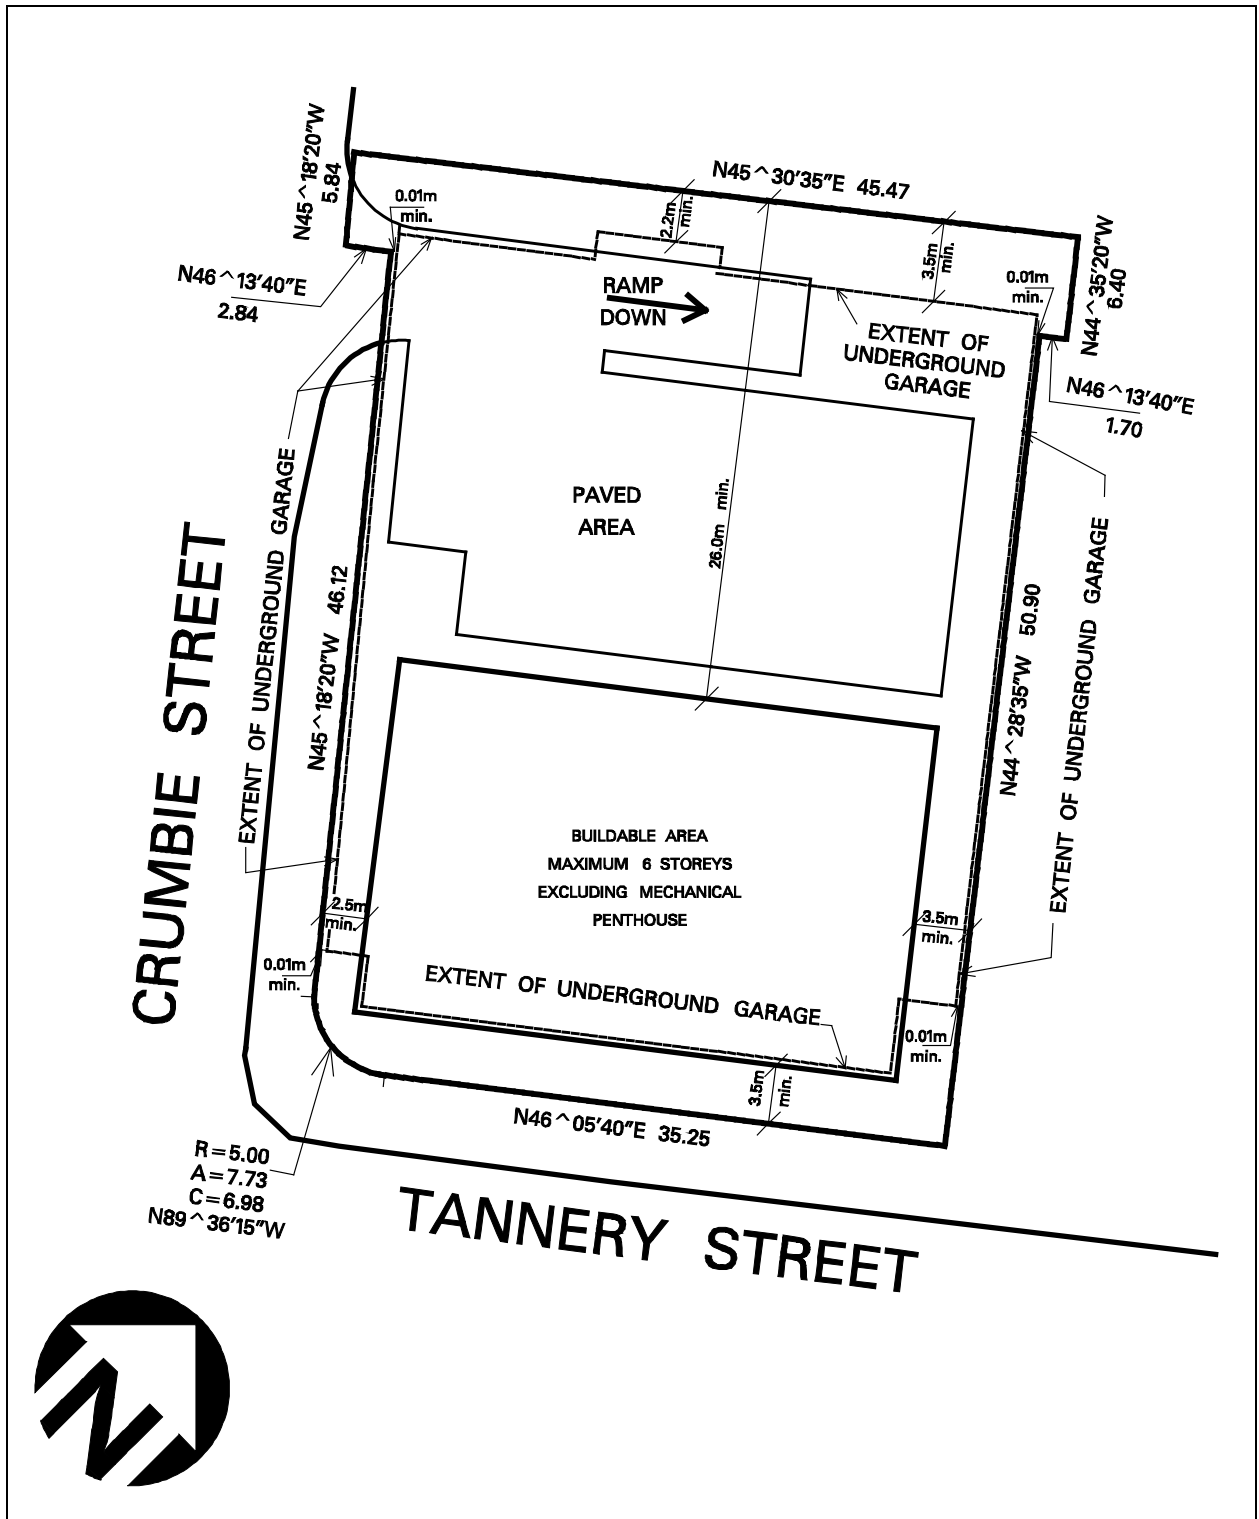 N45^18'20"W
5.84
N45^30'35"E 45.47
0.01m
min.
2.2m
min.
3.5m
min.
0.01m
min.
N44^35'20"W
6.40
N46^13'40"E
2.84
RAMP
DOWN
EXTENT OF
UNDERGROUND
GARAGE
N46^13'40"E
1.70
EXTENT OF UNDERGROUND GARAGE
PAVED
AREA
26.0m min.
EXTENT OF UNDERGROUND GARAGE
CRUMBIE STREET
N45^18'20"W 46.12
N44^28'35"W 50.90
BUILDABLE AREA
MAXIMUM 6 STOREYS
EXCLUDING MECHANICAL
PENTHOUSE
2.5m
min.
3.5m
min.
0.01m
min.
EXTENT OF UNDERGROUND GARAGE
0.01m
min.
3.5m
min.
N46^05'40"E 35.25
R=5.00
A=7.73
C=6.98
N89^36'15"W
TANNERY STREET
N